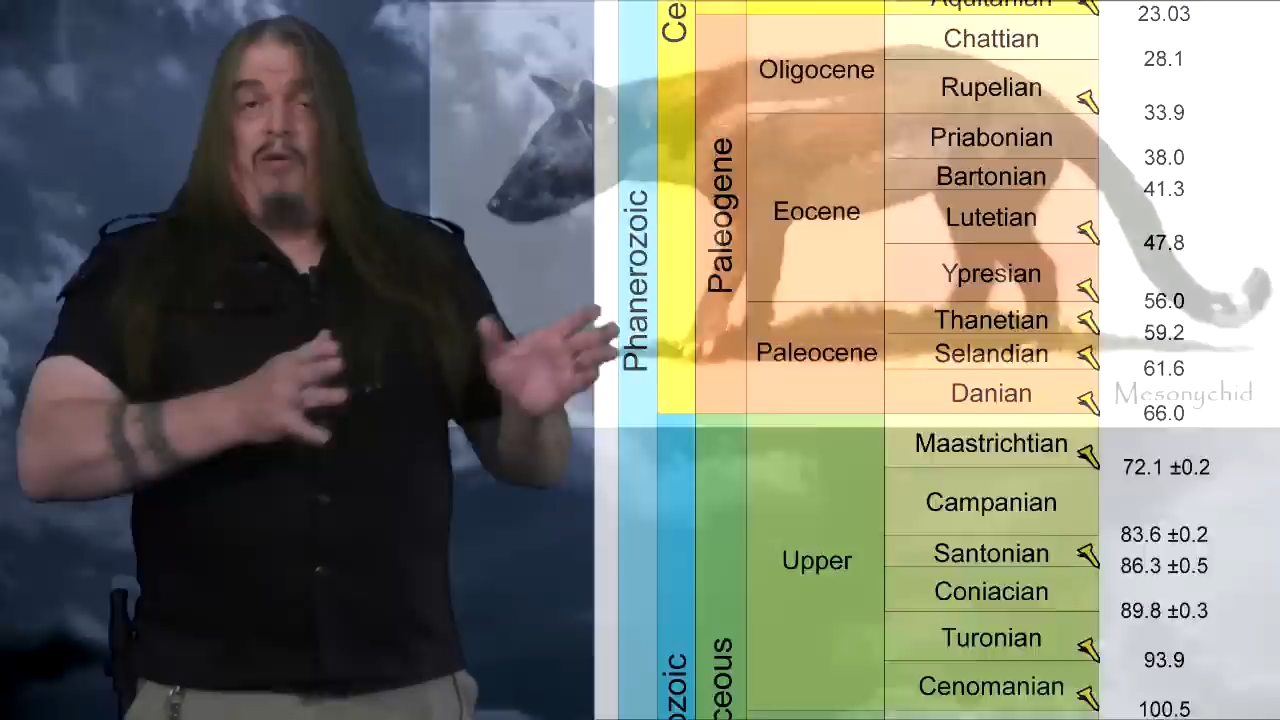 Ce
Aquitanian
23.03
Chattian
28.1
Oligocene
Rupelian
33.9
Priabonian
38.0
Bartonian
41.3
Phanerozoic
Paleogene
Eocene
Lutetian
47.8
Ypresian
56.0
Thanetian
59.2
Paleocene
Selandian
61.6
Danian
Mesonychid
66.0
Maastrichtian
72.1 ±0.2
Campanian
83.6 ±0.2
Santonian
86.3 ±0.5
Upper
Coniacian
89.8 ±0.3
Turonian
93.9
ozoic
ceous
Cenomanian
100.5